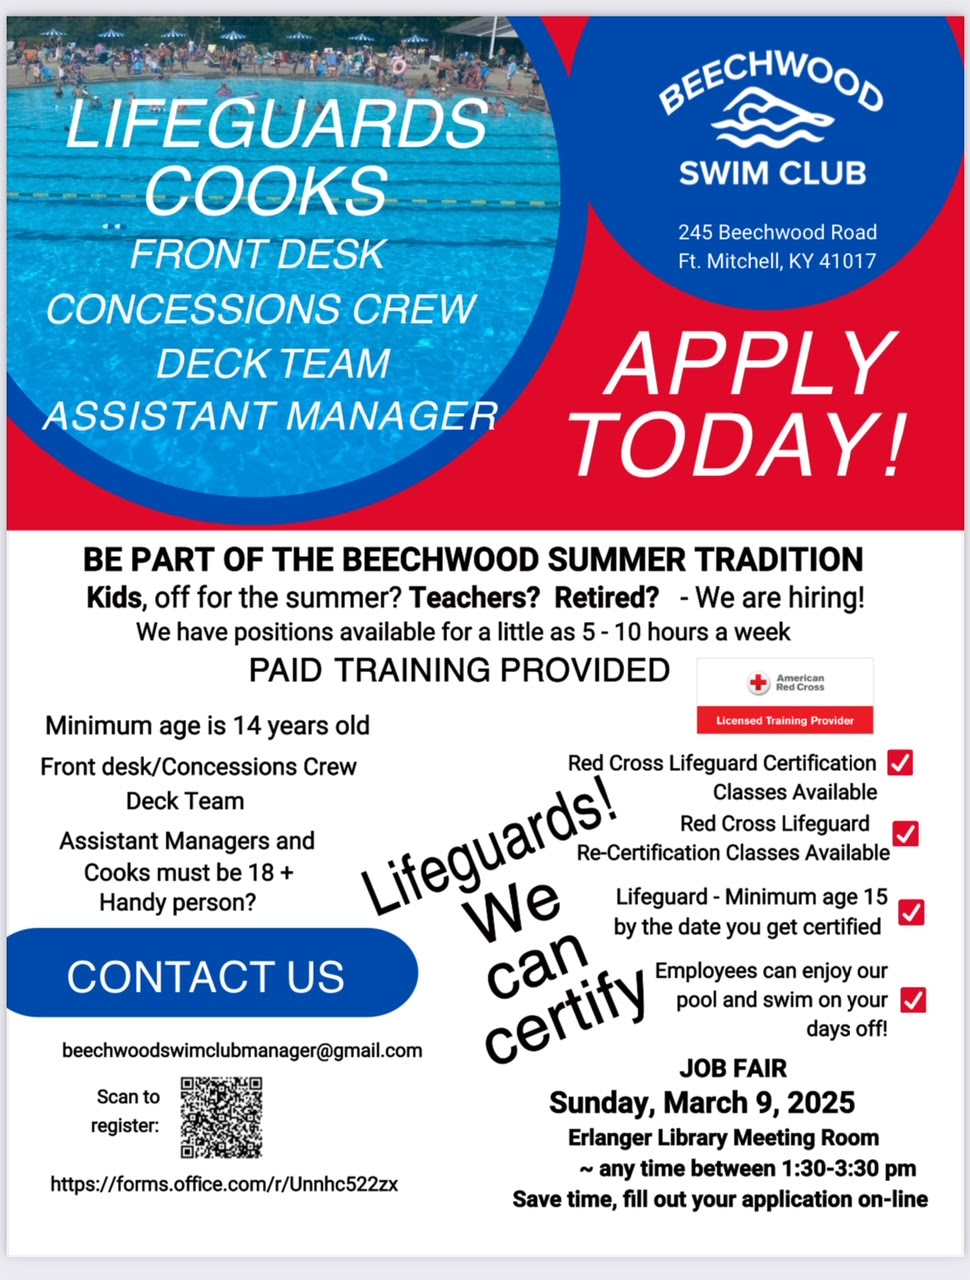 LIFEGUARDS
COOKS
FRONT DESK
CONCESSIONS CREW
DECK TEAM
ASSISTANT MANAGER
BEECHWOOD
SWIM CLUB
245 Beechwood Road
Ft. Mitchell, KY 41017
APPLY
TODAY!
BE PART OF THE BEECHWOOD SUMMER TRADITION
Kids, off for the summer? Teachers? Retired? - We are hiring!
We have positions available for a little as 5 - 10 hours a week
PAID TRAINING PROVIDED
American
Red Cross
Licensed Training Provider
Minimum age is 14 years old
Front desk/Concessions Crew
Deck Team
Assistant Managers and
Cooks must be 18 +
Handy person?
Lifeguards!
We
can
certify
Red Cross Lifeguard Certification
Classes Available
Red Cross Lifeguard
Re-Certification Classes Available
Lifeguard - Minimum age 15
by the date you get certified
Employees can enjoy our
pool and swim on your
days off!
CONTACT US
beechwoodswimclubmanager@gmail.com
Scan to
register:
https://forms.office.com/r/Unnhc522zx
JOB FAIR
Sunday, March 9, 2025
Erlanger Library Meeting Room
~ any time between 1:30-3:30 pm
Save time, fill out your application on-line